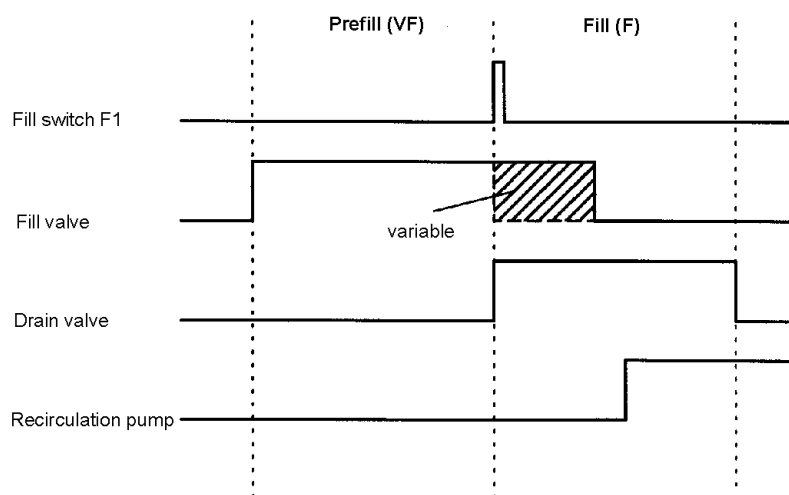 Prefill (VF)
Fill (F)
Fill switch F1
Fill valve
variable
Drain valve
Recirculation pump